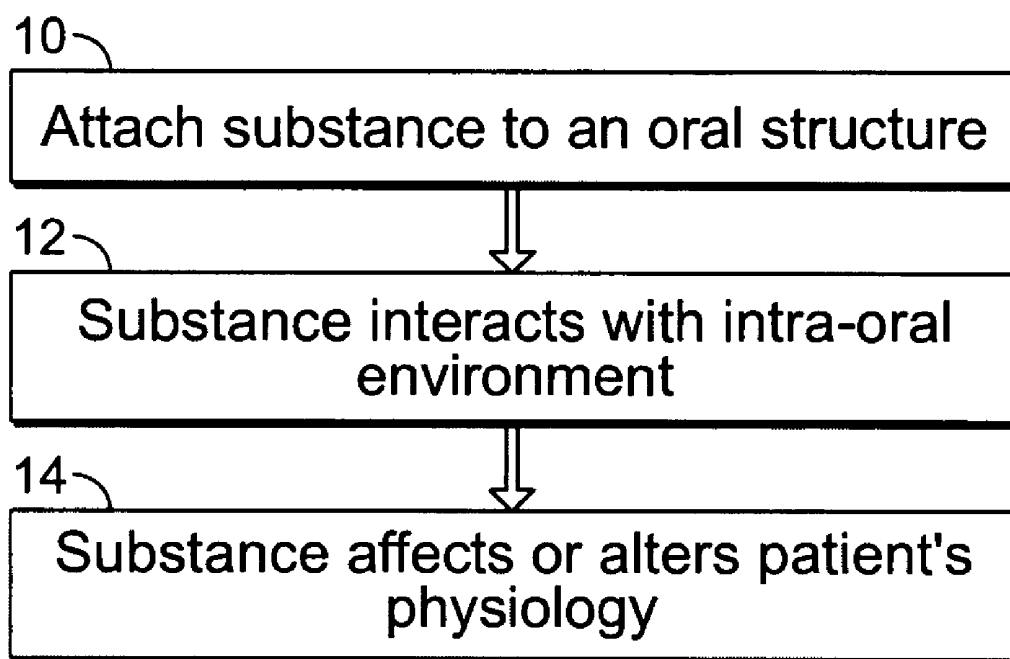 10
Attach substance to an oral structure
12
Substance interacts with intra-oral
environment
14
Substance affects or alters patient's
physiology